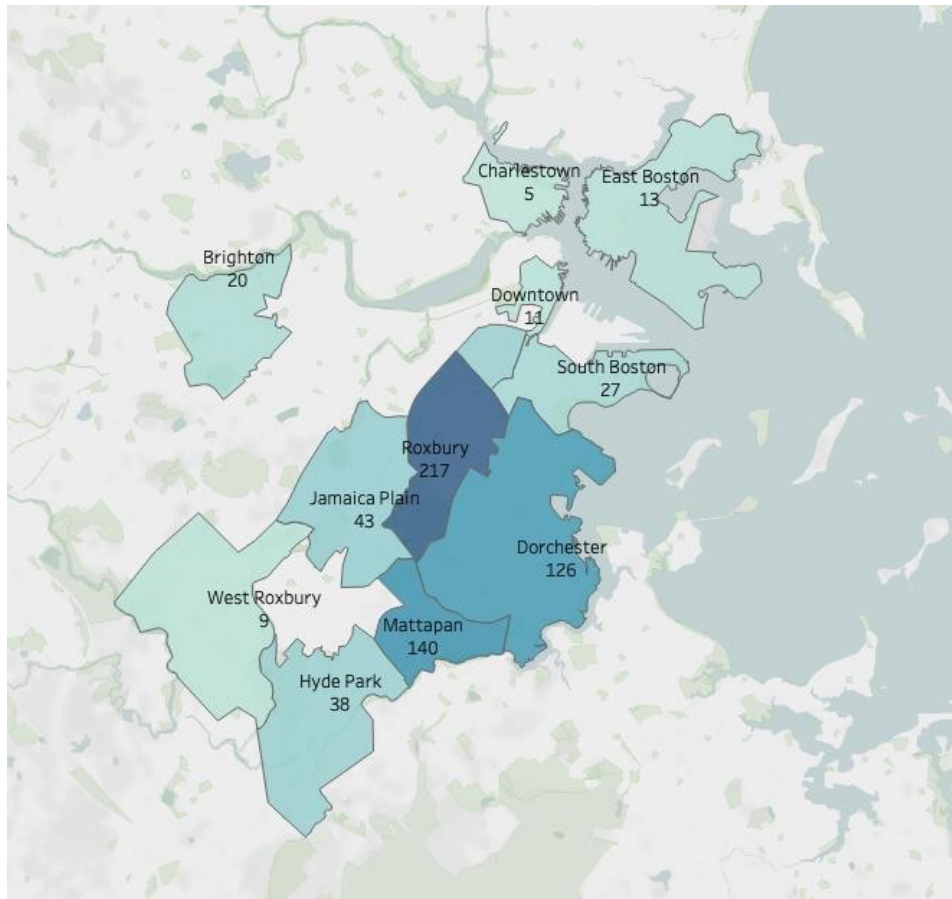 Charlestown
5
East Boston
13
Brighton
20
Downtown
11
South Boston
27
Roxbury
217
Jamaica Plain
43
Dorchester
126
West Roxbury
9
Mattapan
140
Hyde Park
38